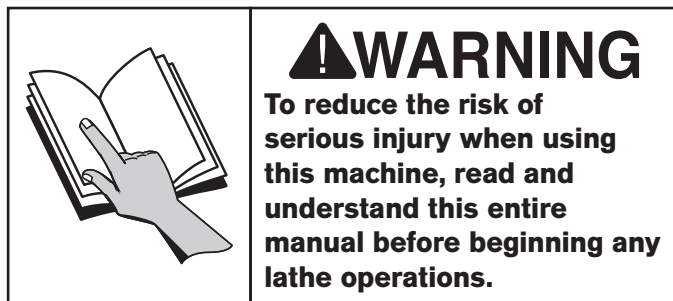 WARNING
To reduce the risk of
serious injury when using
this machine, read and
understand this entire
manual before beginning any
lathe operations.